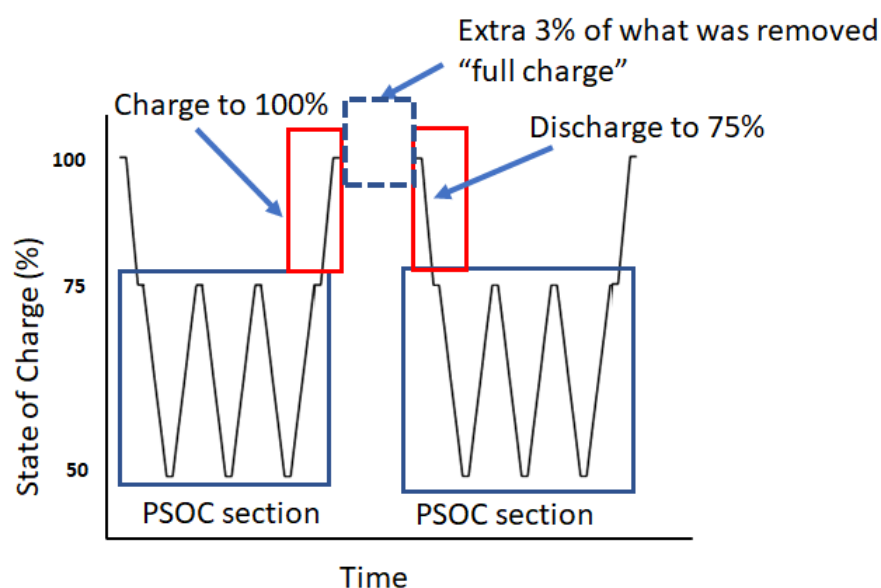 Extra 3% of what was removed
“full charge”
Charge to 100%
Discharge to 75%
100
75
50
State of Charge (%)
PSOC section
PSOC section
Time